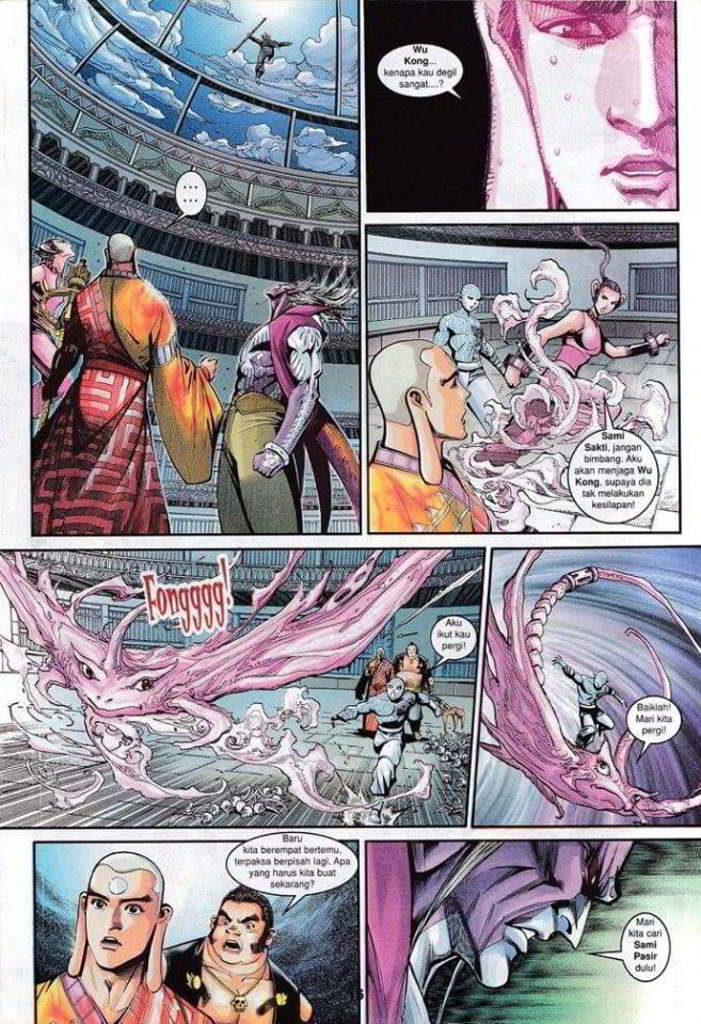 ...
...
Wu
Kong...
kenapa kau degil
sangat....?
Sami
Sakti, jangan
bimbang. Aku
akan menjaga Wu
Kong, supaya dia
tak melakukan
kesilapan!
Fongggg!
Aku
ikut kau
pergi!
Baiklah!
Mari kita
pergi!
Baru
kita berempat bertemu,
terpaksa berpisah lagi. Apa
yang harus kita buat
sekarang?
Mari
kita cari
Sami
Pasir
dulu!